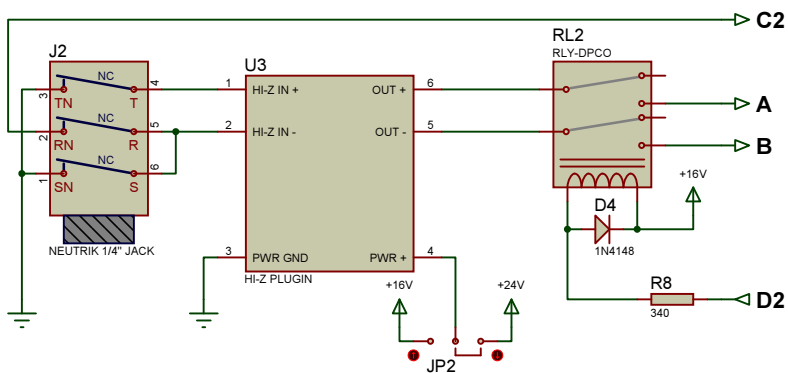 C2
J2
U3
RL2
RLY-DPCO
NC
3 TN T 4
1 HI-Z IN + OUT + 6
A
NC
2 RN R 5
2 HI-Z IN - OUT - 5
B
NC
1 SN S 6
+16V
D4
1N4148
NEUTRIK 1/4" JACK
3 PWR GND PWR + 4
HI-Z PLUGIN
+16V
+24V
R8
340
D2
JP2